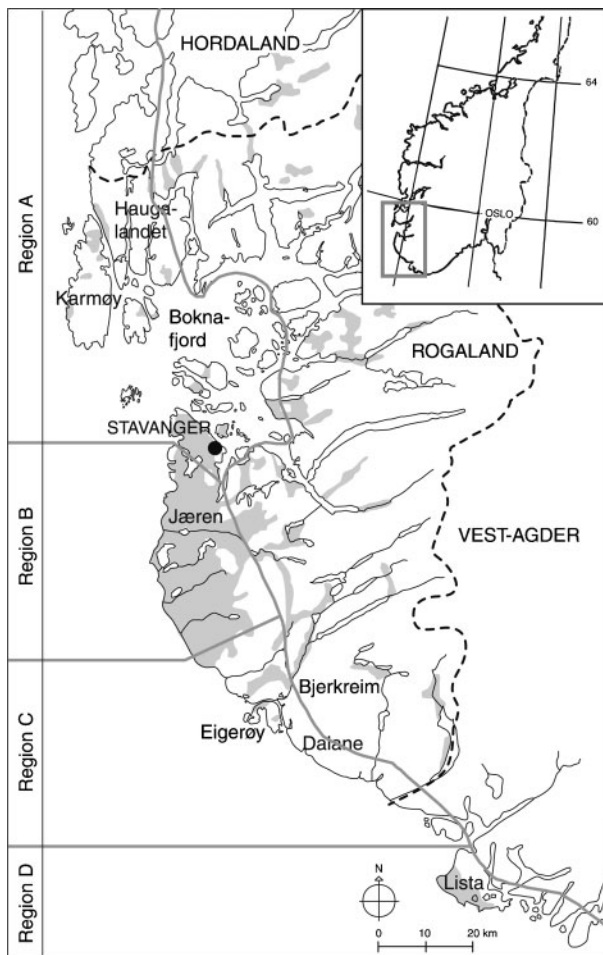 HORDALAND
64
OSLO
60
Region A
Hauga-
landet
Karmøy
Bokna-
fjord
ROGALAND
STAVANGER
Region B
Jæren
VEST-AGDER
Region C
Bjerkreim
Eigerøy
Dalane
Region D
Lista
N
0 10 20 km